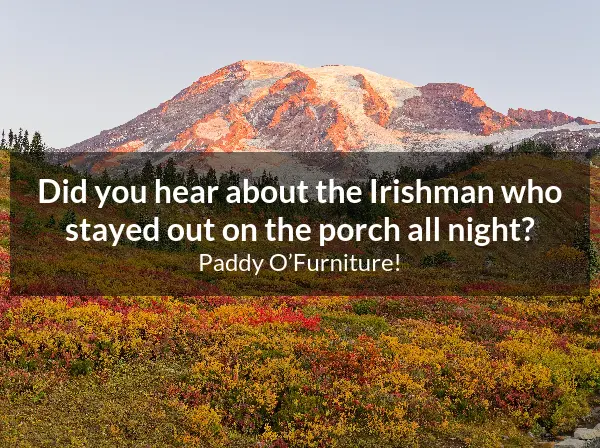 Did you hear about the Irishman who
stayed out on the porch all night?
Paddy O’Furniture!